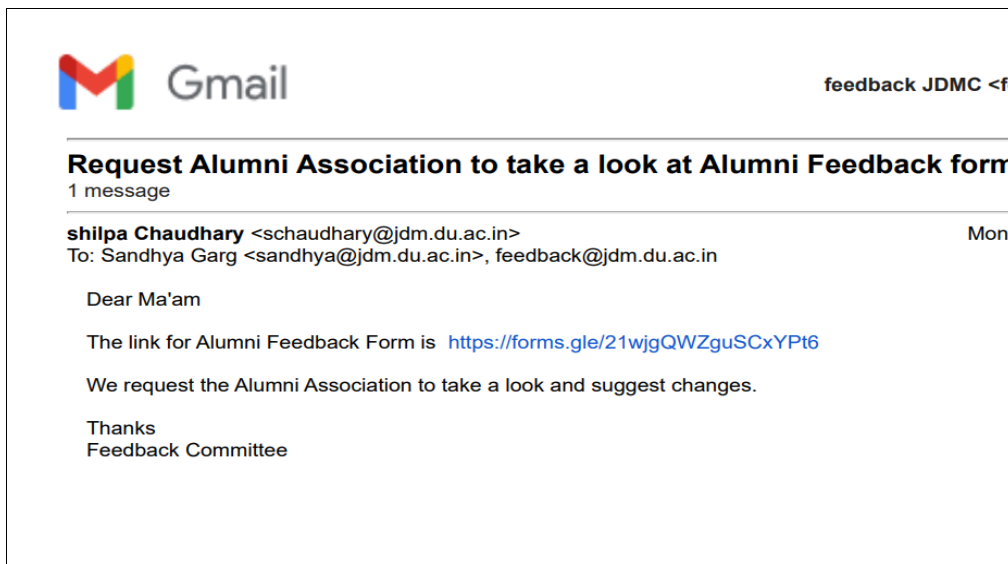 Gmail
feedback JDMC <f
Request Alumni Association to take a look at Alumni Feedback form
1 message
shilpa Chaudhary <schaudhary@jdm.du.ac.in>
Mon
To: Sandhya Garg <sandhya@jdm.du.ac.in>, feedback@jdm.du.ac.in
Dear Ma'am
The link for Alumni Feedback Form is https://forms.gle/21wjgQWZguSCxYPt6
We request the Alumni Association to take a look and suggest changes.
Thanks
Feedback Committee